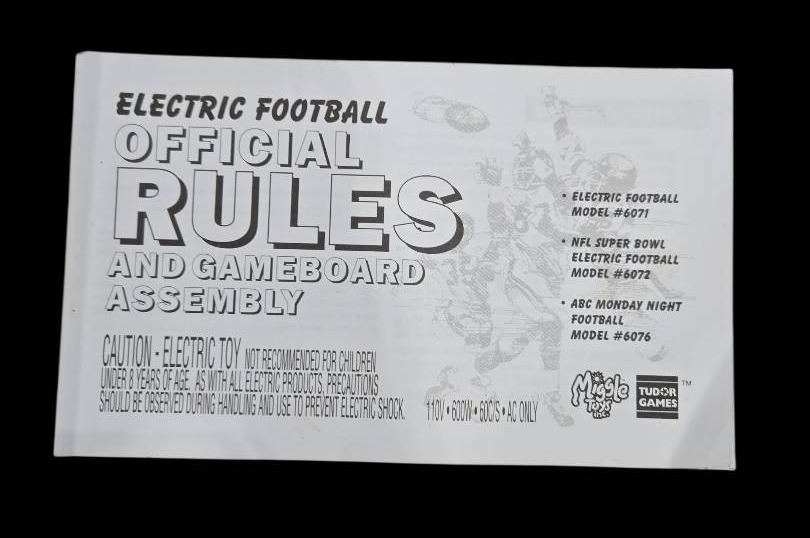 ELECTRIC FOOTBALL
OFFICIAL
RULES
AND GAMEBOARD
ASSEMBLY
CAUTION - ELECTRIC TOY NOT RECOMMENDED FOR CHILDREN
UNDER 8 YEARS OF AGE. AS WITH ALL ELECTRIC PRODUCTS, PRECAUTIONS
SHOULD BE OBSERVED DURING HANDLING AND USE TO PREVENT ELECTRIC SHOCK.
110V • 600W • 60C/S • AC ONLY
• ELECTRIC FOOTBALL
MODEL #6071
• NFL SUPER BOWL
ELECTRIC FOOTBALL
MODEL #6072
• ABC MONDAY NIGHT
FOOTBALL
MODEL #6076
Miggle
Toys
Inc.
TUDOR
GAMES
TM